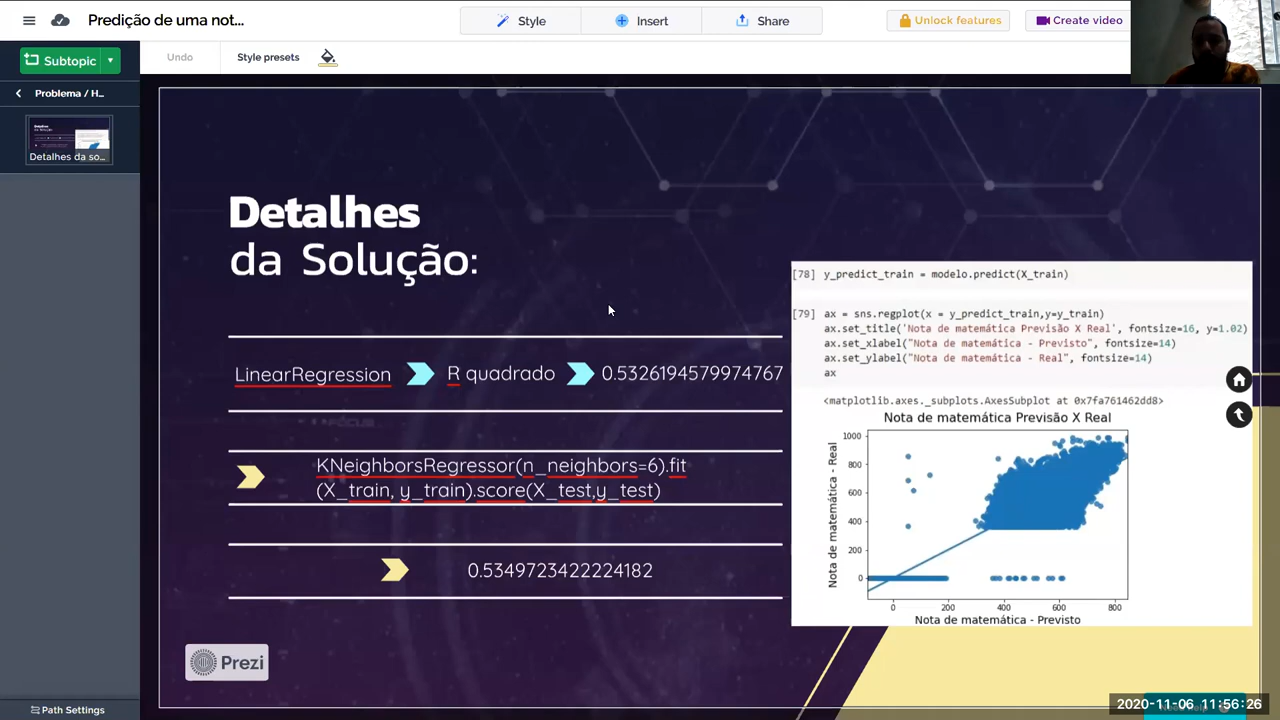 Predição de uma not...
Style
Insert
Share
Unlock features
Create video
Subtopic
Undo
Style presets
Problema / H...
Detalhes da so...
Detalhes
da Solução:
LinearRegression
R quadrado
0.5326194579974767
KNeighborsRegressor(n_neighbors=6).fit
(X_train, y_train).score(X_test,y_test)
0.5349723422224182
[78] y_predict_train = modelo.predict(X_train)
[79] ax = sns.regplot(x = y_predict_train,y=y_train)
ax.set_title('Nota de matemática Previsão X Real', fontsize=16, y=1.02)
ax.set_xlabel("Nota de matemática - Previsto", fontsize=14)
ax.set_ylabel("Nota de matemática - Real", fontsize=14)
ax
<matplotlib.axes._subplots.AxesSubplot at 0x7fa761462dd8>
Nota de matemática Previsão X Real
Nota de matemática - Real
1000
800
600
400
200
0
0 200 400 600 800
Nota de matemática - Previsto
Prezi
Path Settings
2020-11-06 11:56:26